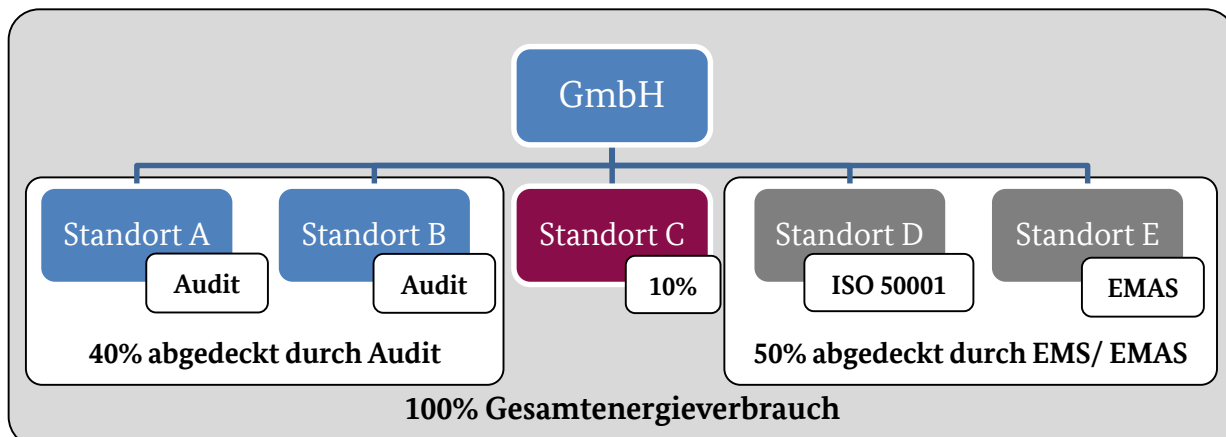 GmbH
Standort A
Audit
Standort B
Audit
40% abgedeckt durch Audit
Standort C
10%
Standort D
ISO 50001
Standort E
EMAS
50% abgedeckt durch EMS/ EMAS
100% Gesamtenergieverbrauch